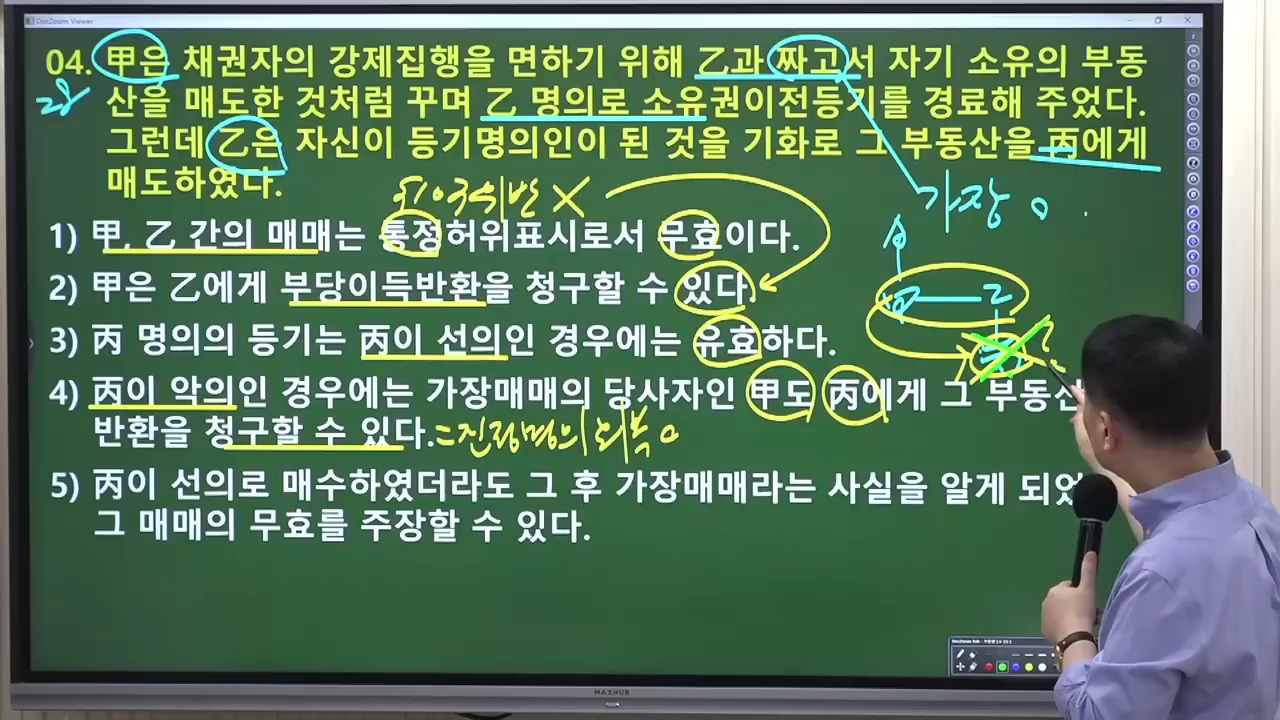 DocZoom Viewer
04. 甲은 채권자의 강제집행을 면하기 위해 乙과 짜고서 자기 소유의 부동
산을 매도한 것처럼 꾸며 乙 명의로 소유권이전등기를 경료해 주었다.
그런데 乙은 자신이 등기명의인이 된 것을 기화로 그 부동산을 丙에게
매도하였다.
가장 o
1) 甲, 乙 간의 매매는 통정허위표시로서 무효이다.
2) 甲은 乙에게 부당이득반환을 청구할 수 있다.
3) 丙 명의의 등기는 丙이 선의인 경우에는 유효하다.
4) 丙이 악의인 경우에는 가장매매의 당사자인 甲도 丙에게 그 부동산
반환을 청구할 수 있다. = 진정명의 회복 o
5) 丙이 선의로 매수하였더라도 그 후 가장매매라는 사실을 알게 되었
그 매매의 무효를 주장할 수 있다.
MAXHUB